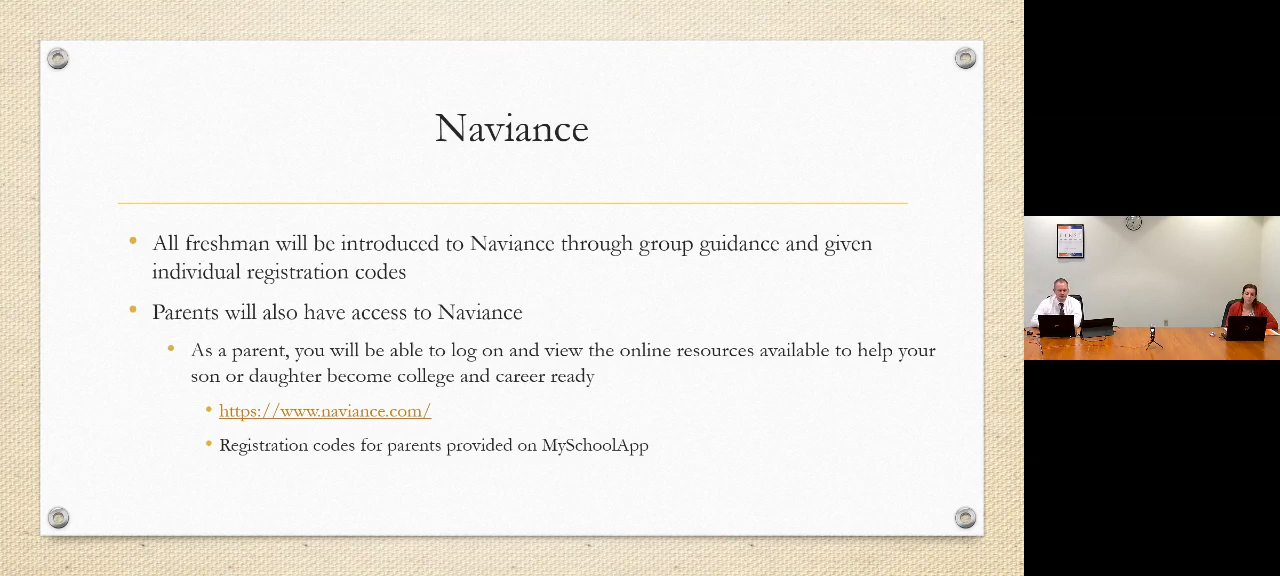 Naviance
All freshman will be introduced to Naviance through group guidance and given
individual registration codes
Parents will also have access to Naviance
As a parent, you will be able to log on and view the online resources available to help your
son or daughter become college and career ready
https://www.naviance.com/
Registration codes for parents provided on MySchoolApp